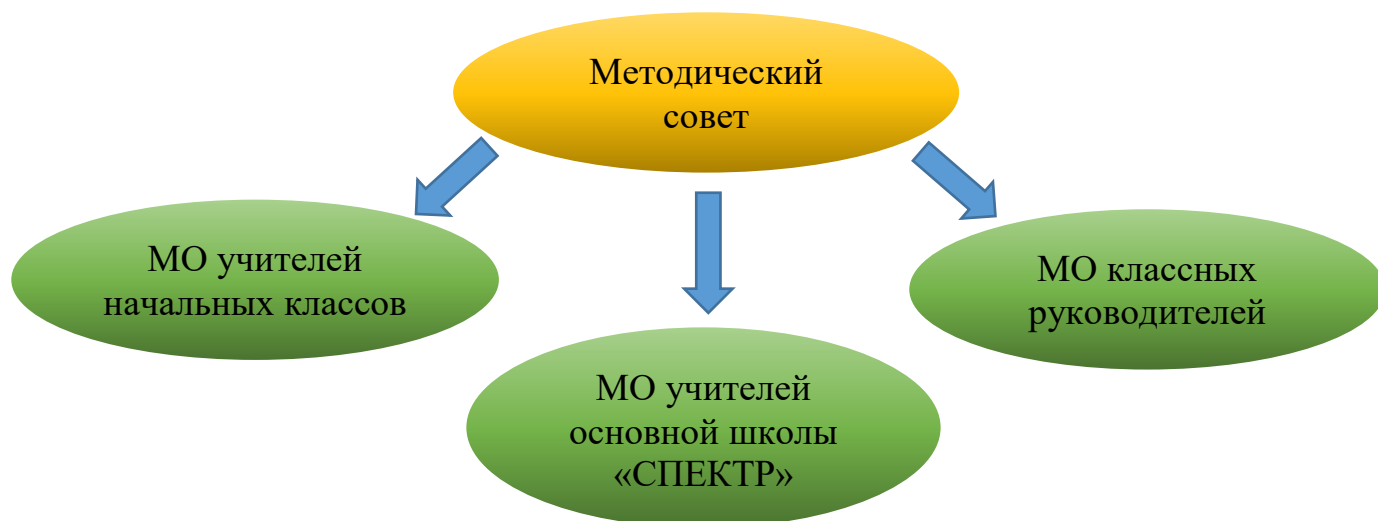 Методический
совет
МО учителей
начальных классов
МО классных
руководителей
МО учителей
основной школы
«СПЕКТР»